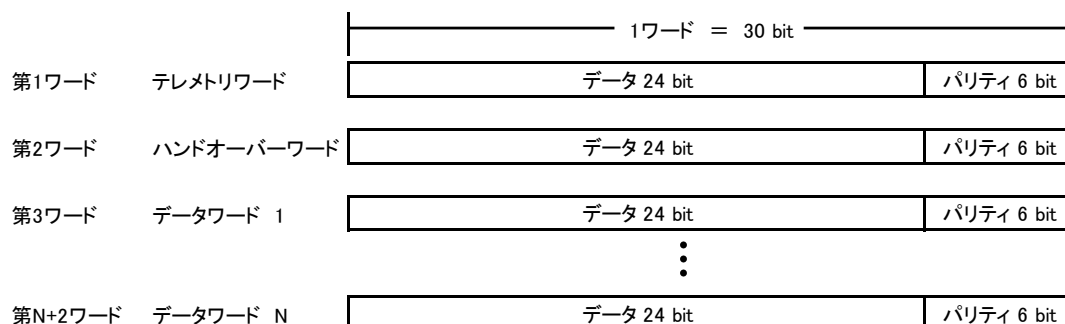 1ワード ＝ 30 bit
第1ワード テレメトリワード データ 24 bit パリティ 6 bit
第2ワード ハンドオーバーワード データ 24 bit パリティ 6 bit
第3ワード データワード 1 データ 24 bit パリティ 6 bit
第N+2ワード データワード N データ 24 bit パリティ 6 bit